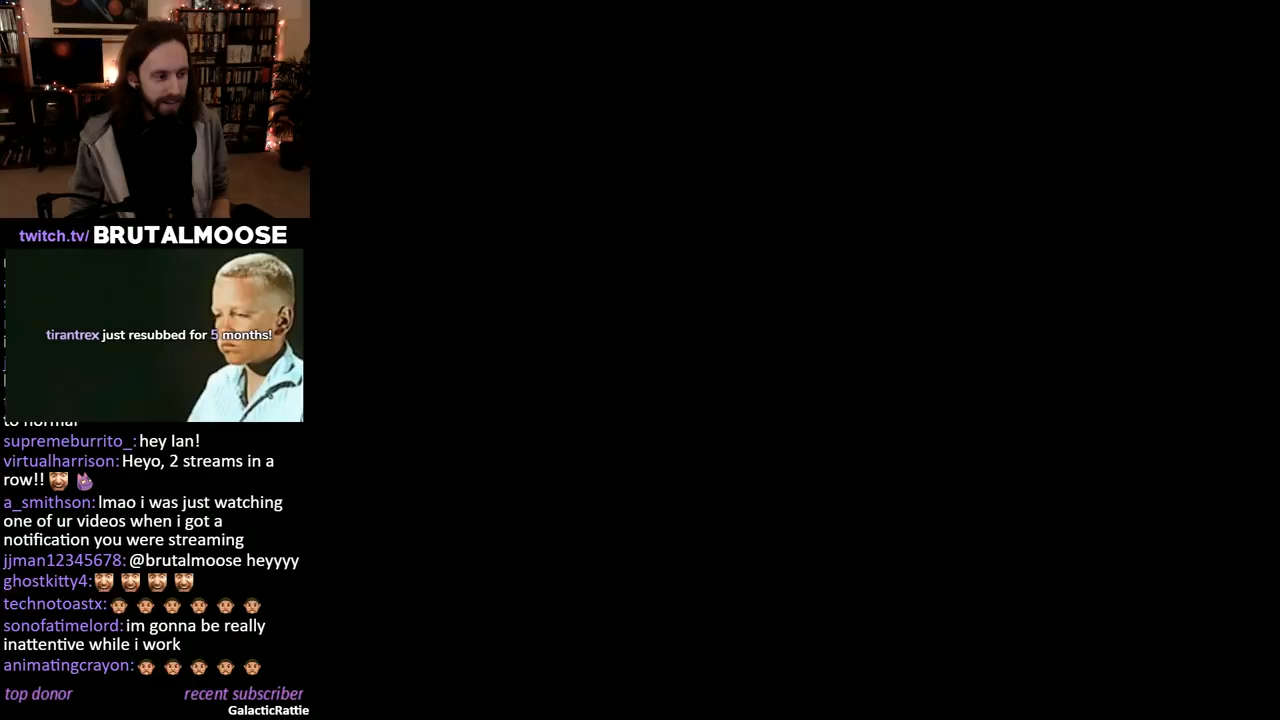 twitch.tv/ BRUTALMOOSE
tirantrex just resubbed for 5 months!
to normal
supremeburrito_: hey Ian!
virtualharrison: Heyo, 2 streams in a
row!!
a_smithson: lmao i was just watching
one of ur videos when i got a
notification you were streaming
jjman12345678: @brutalmoose heyyyy
ghostkitty4:
technotoastx:
sonofatimelord: im gonna be really
inattentive while i work
animatingcrayon:
top donor recent subscriber
GalacticRattie